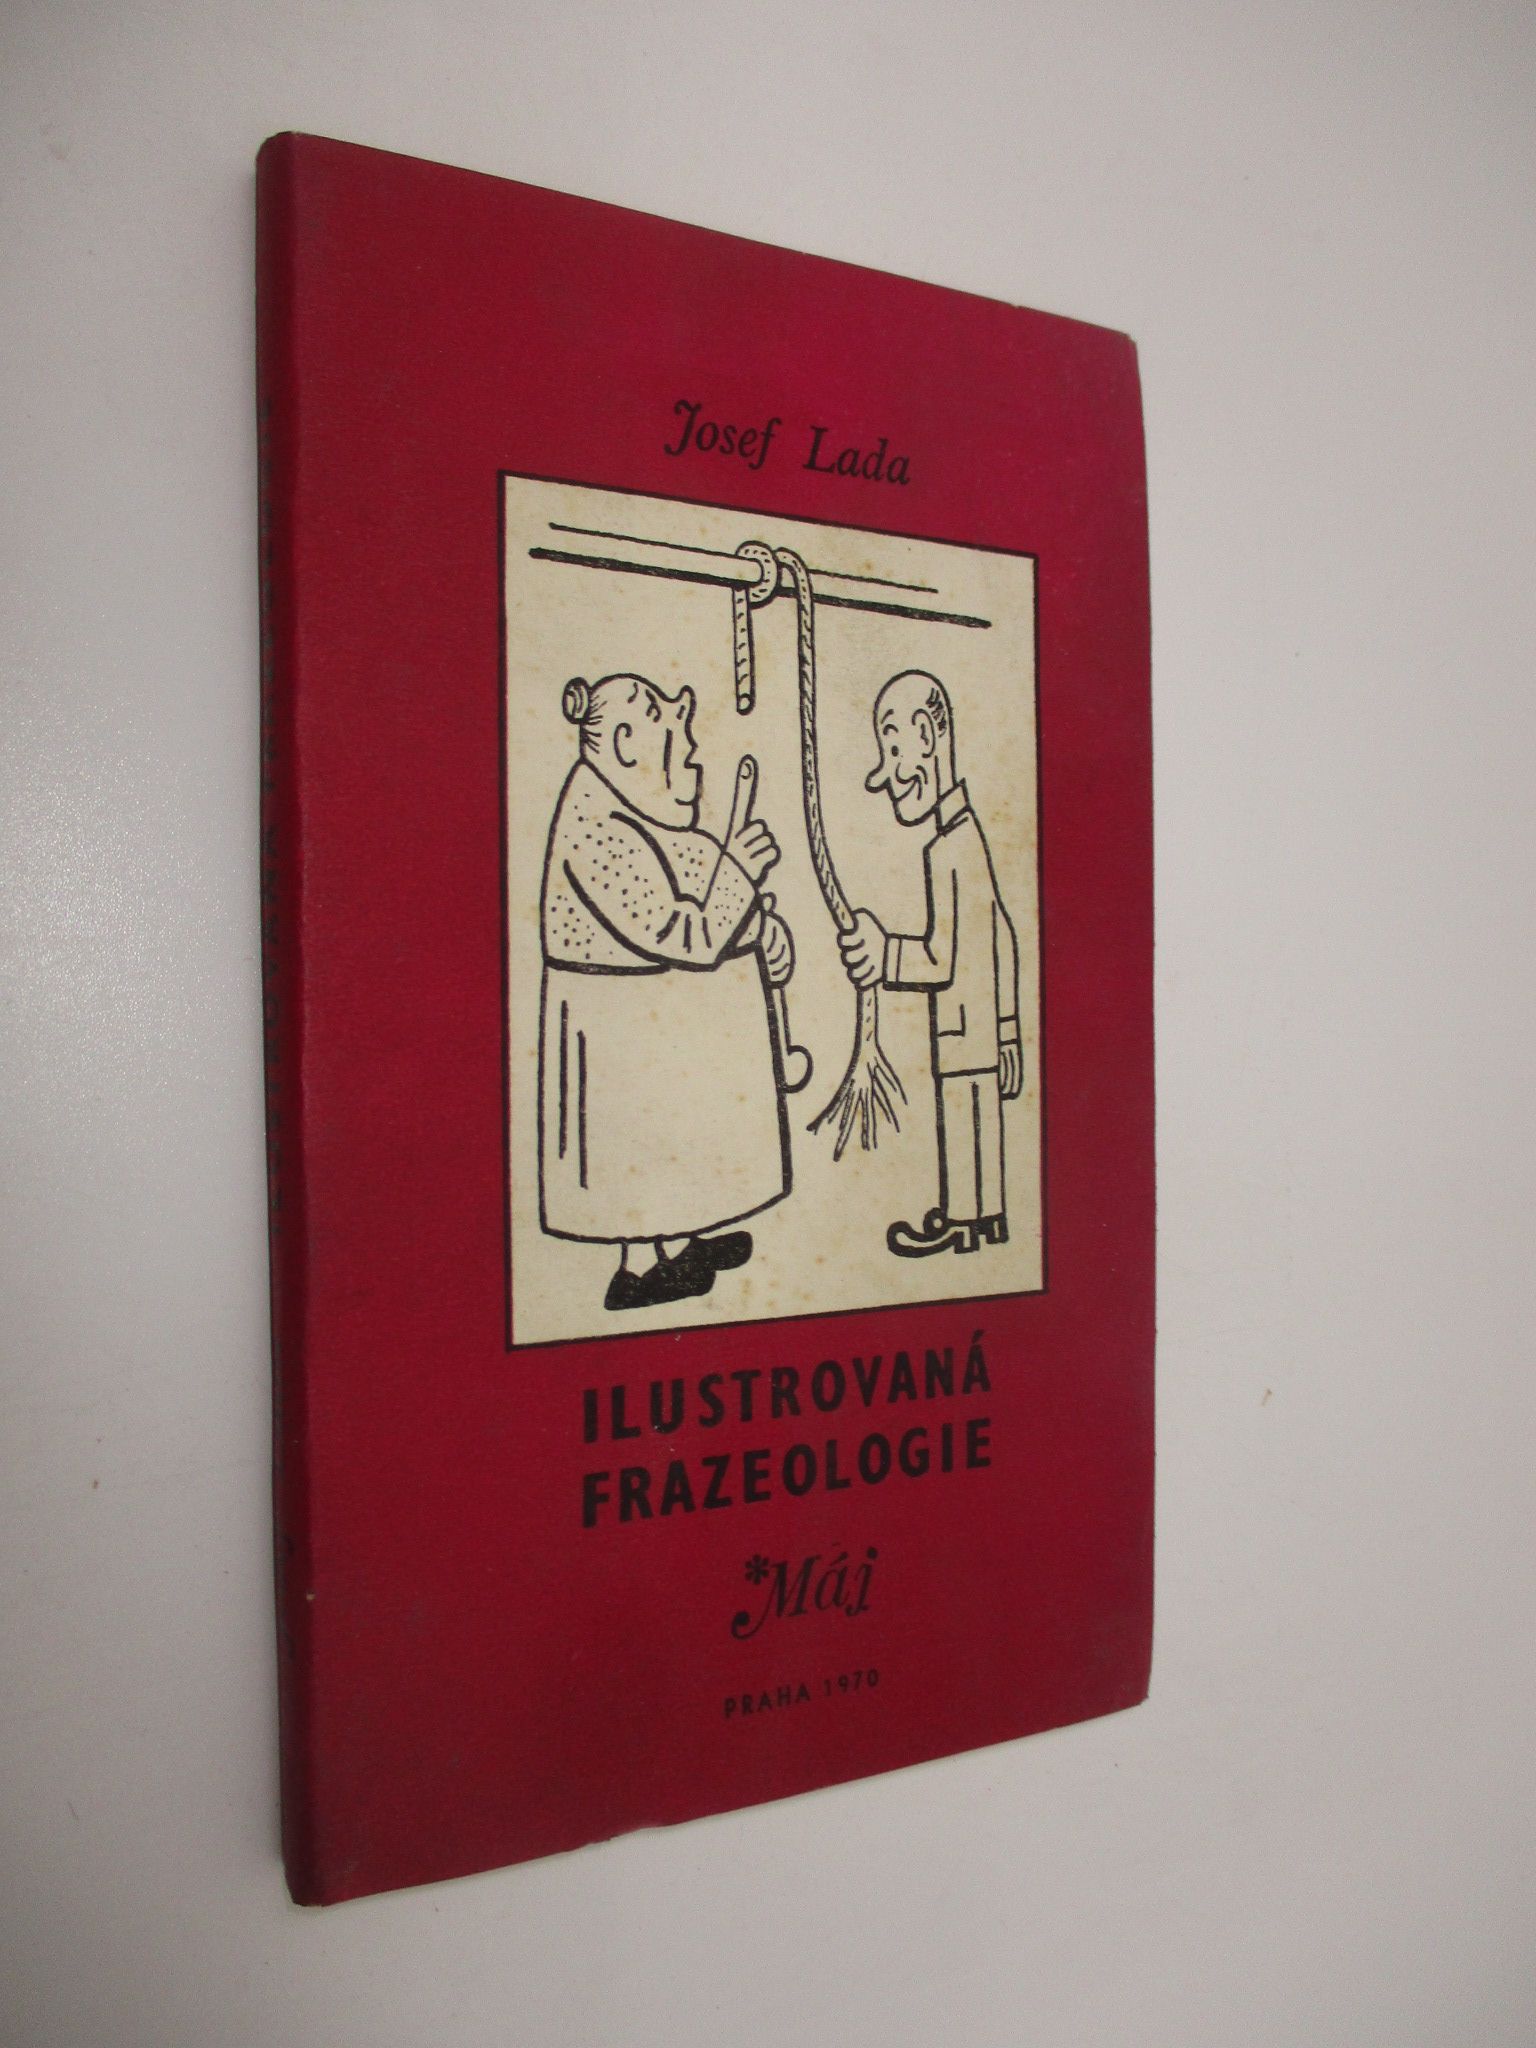 Josef Lada
ILUSTROVANÁ
FRAZEOLOGIE
*Máj
PRAHA 1970